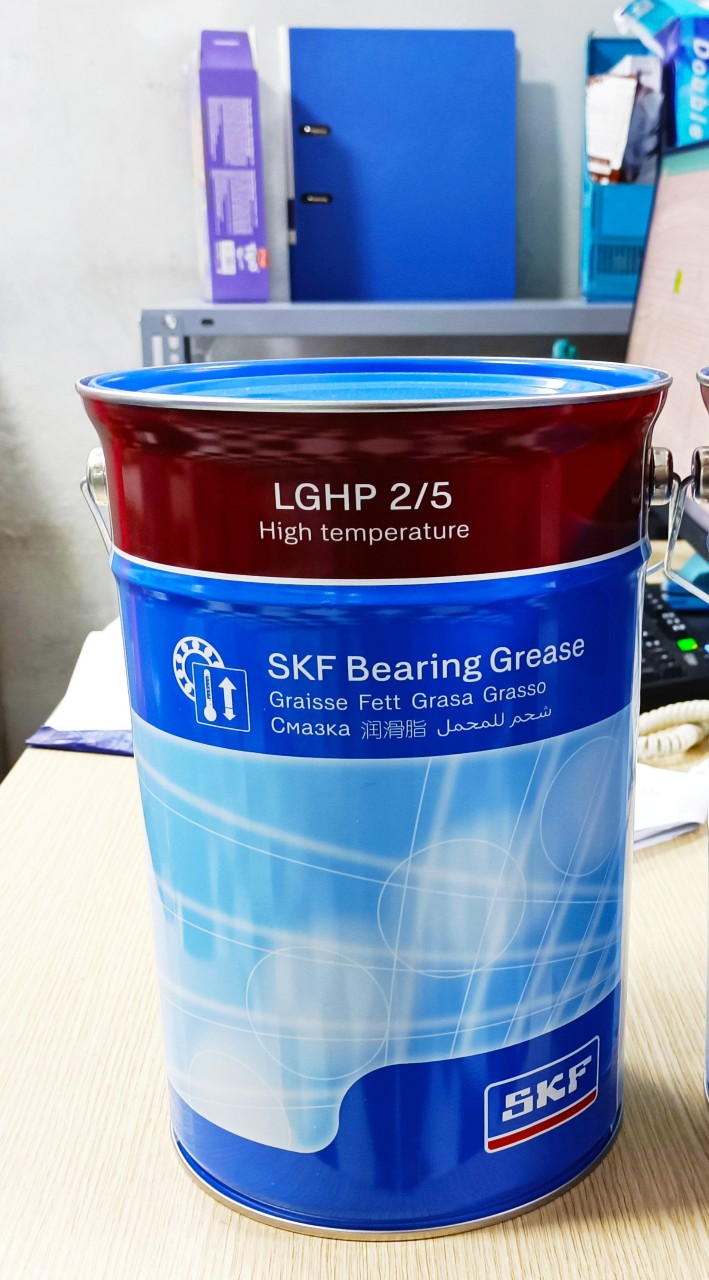 Double
LGHP 2/5
High temperature
SKF Bearing Grease
Graisse Fett Grasa Grasso
Смазка 润滑脂 شحم للمحمل
SKF